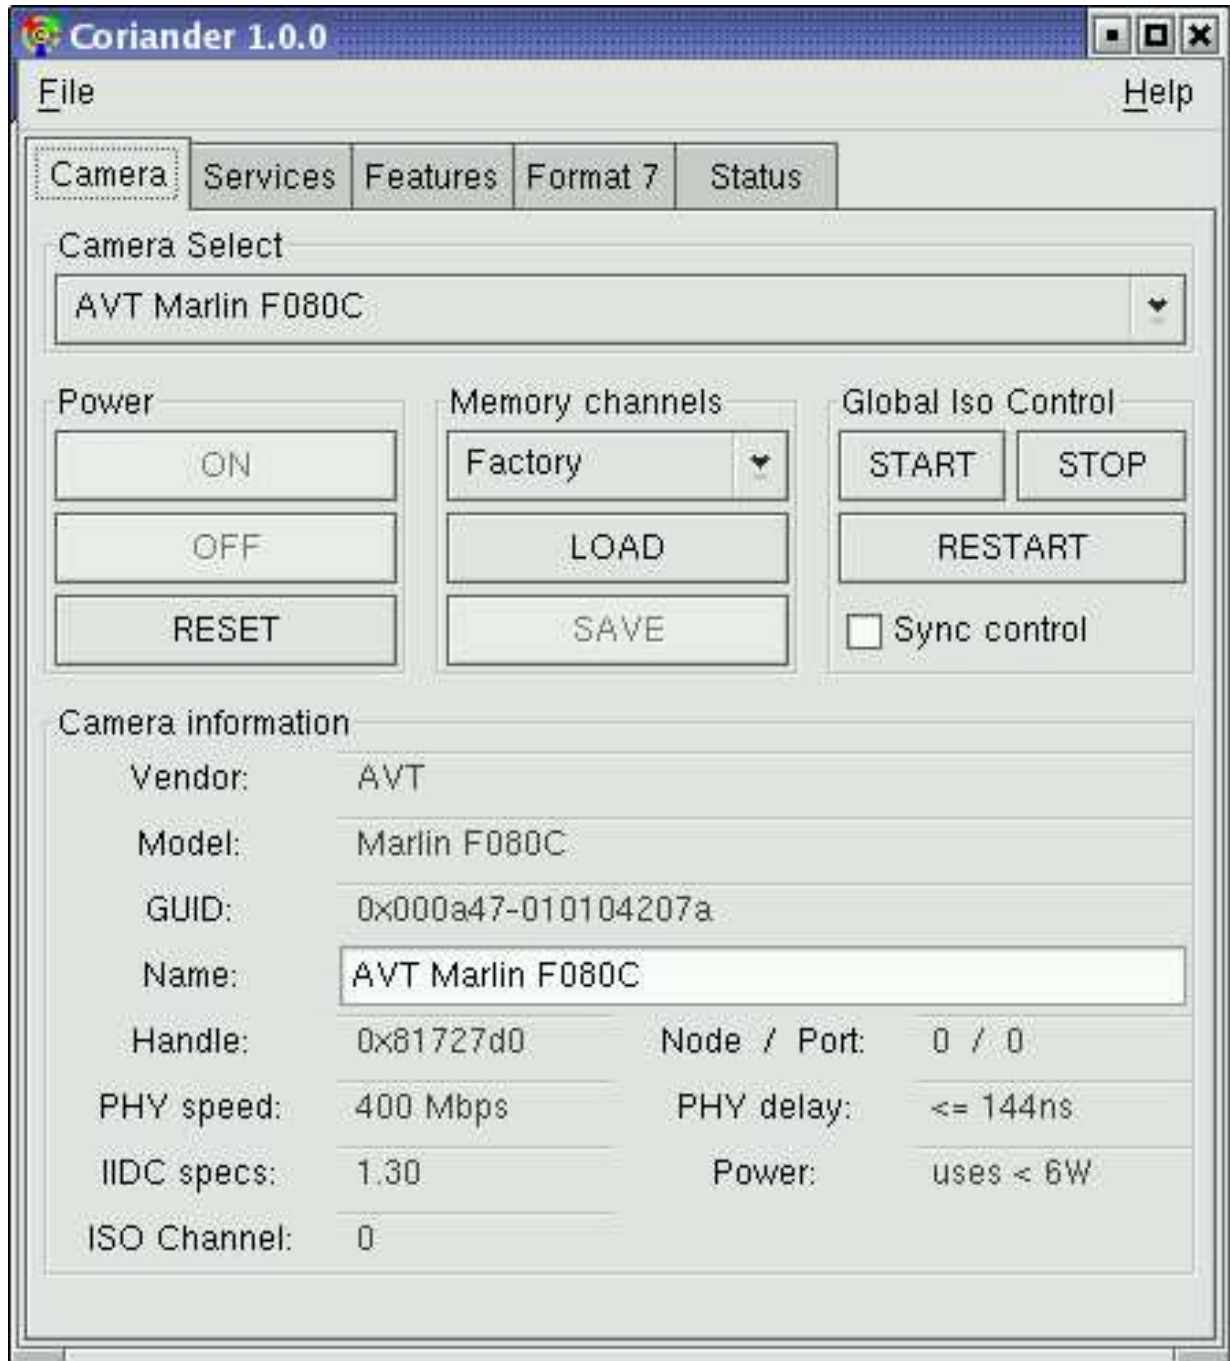 Coriander 1.0.0
File Help
Camera Services Features Format 7 Status
Camera Select
AVT Marlin F080C
Power Memory channels Global Iso Control
ON Factory START STOP
OFF LOAD RESTART
RESET SAVE Sync control
Camera information
Vendor: AVT
Model: Marlin F080C
GUID: 0x000a47-010104207a
Name: AVT Marlin F080C
Handle: 0x81727d0 Node / Port: 0 / 0
PHY speed: 400 Mbps PHY delay: <= 144ns
IIDC specs: 1.30 Power: uses < 6W
ISO Channel: 0